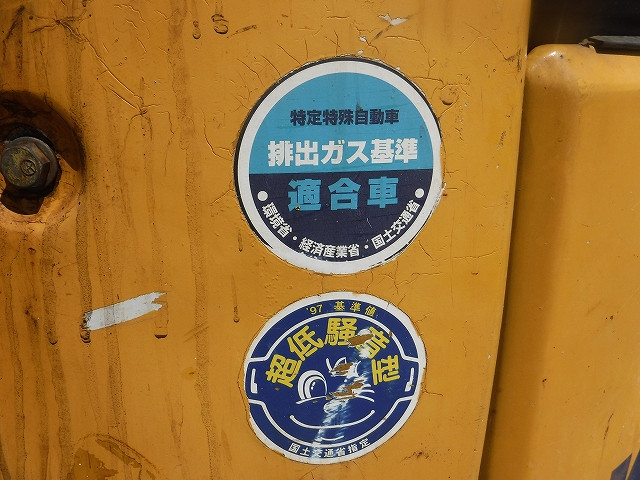 特定特殊自動車
排出ガス基準
適合車
・環境省・経済産業省・国土交通省・
'97 基準値
超低騒音型
国土交通省指定